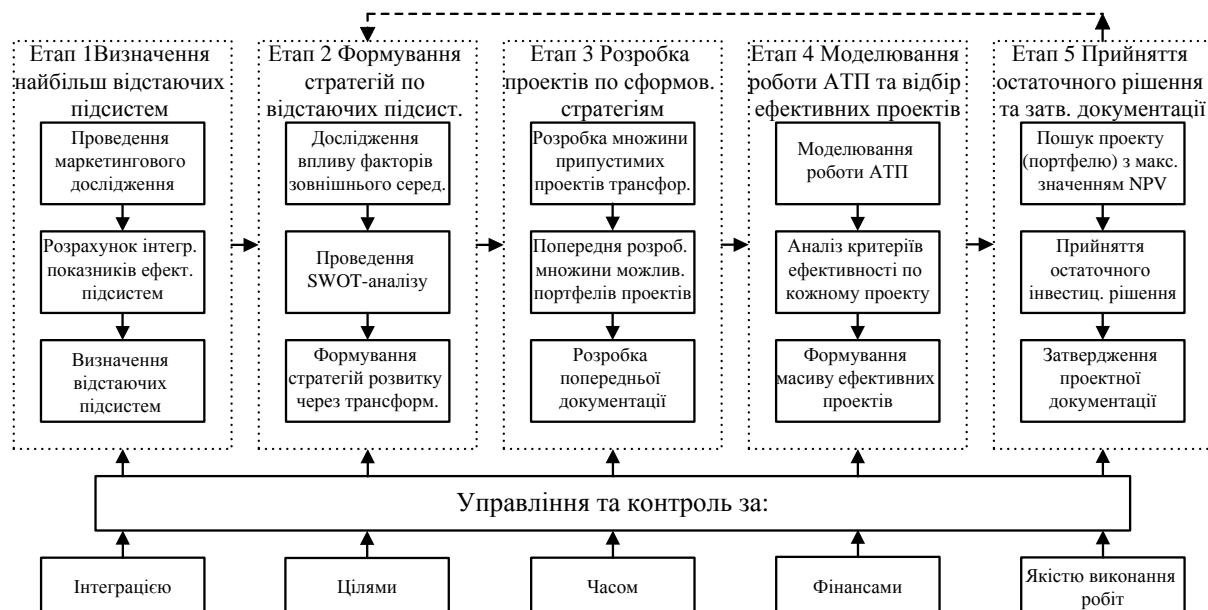 Етап 1Визначення
найбільш відстаючих
підсистем
Проведення
маркетингового
дослідження
Розрахунок інтегр.
показників ефект.
підсистем
Визначення
відстаючих
підсистем
Етап 2 Формування
стратегій по
відстаючих підсист.
Дослідження
впливу факторів
зовнішнього серед.
Проведення
SWOT-аналізу
Формування
стратегій розвитку
через трансформ.
Етап 3 Розробка
проектів по сформов.
стратегіям
Розробка множини
припустимих
проектів трансфор.
Попередня розроб.
множини можлив.
портфелів проектів
Розробка
попередньої
документації
Етап 4 Моделювання
роботи АТП та відбір
ефективних проектів
Моделювання
роботи АТП
Аналіз критеріїв
ефективності по
кожному проекту
Формування
масиву ефективних
проектів
Етап 5 Прийняття
остаточного рішення
та затв. документації
Пошук проекту
(портфелю) з макс.
значенням NPV
Прийняття
остаточного
інвестиц. рішення
Затвердження
проектної
документації
Управління та контроль за:
Інтеграцією
Цілями
Часом
Фінансами
Якістю виконання
робіт